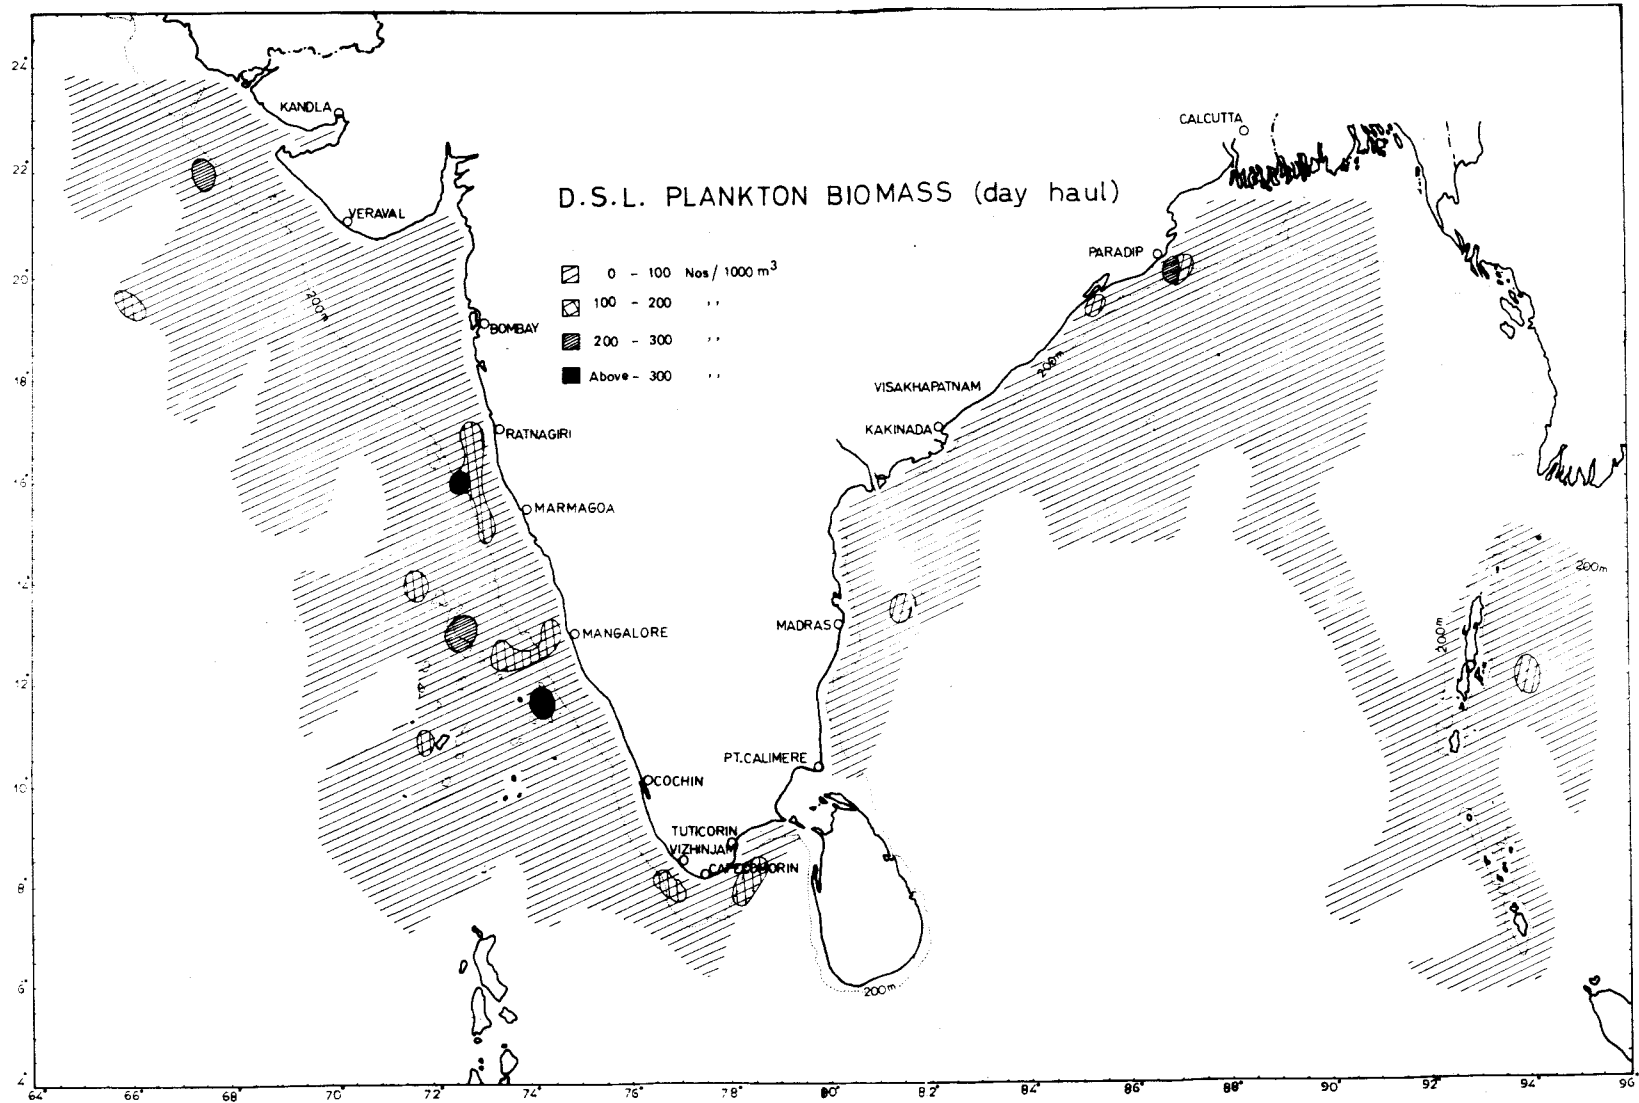 24°
KANDLA
CALCUTTA
22°
D.S.L. PLANKTON BIOMASS (day haul)
VERAVAL
PARADIP
20°
0 - 100 Nos/1000 m³
200m
100 - 200 ,,
BOMBAY
200 - 300 ,,
200m
18°
Above - 300 ,,
VISAKHAPATNAM
RATNAGIRI
KAKINADA
16°
MARMAGOA
14°
200m
MADRAS
MANGALORE
200m
12°
PT.CALIMERE
10°
COCHIN
TUTICORIN
VIZHINJAM
8°
CAPECOMORIN
6°
200m
4°
64° 66° 68° 70° 72° 74° 76° 78° 80° 82° 84° 86° 88° 90° 92° 94° 96°